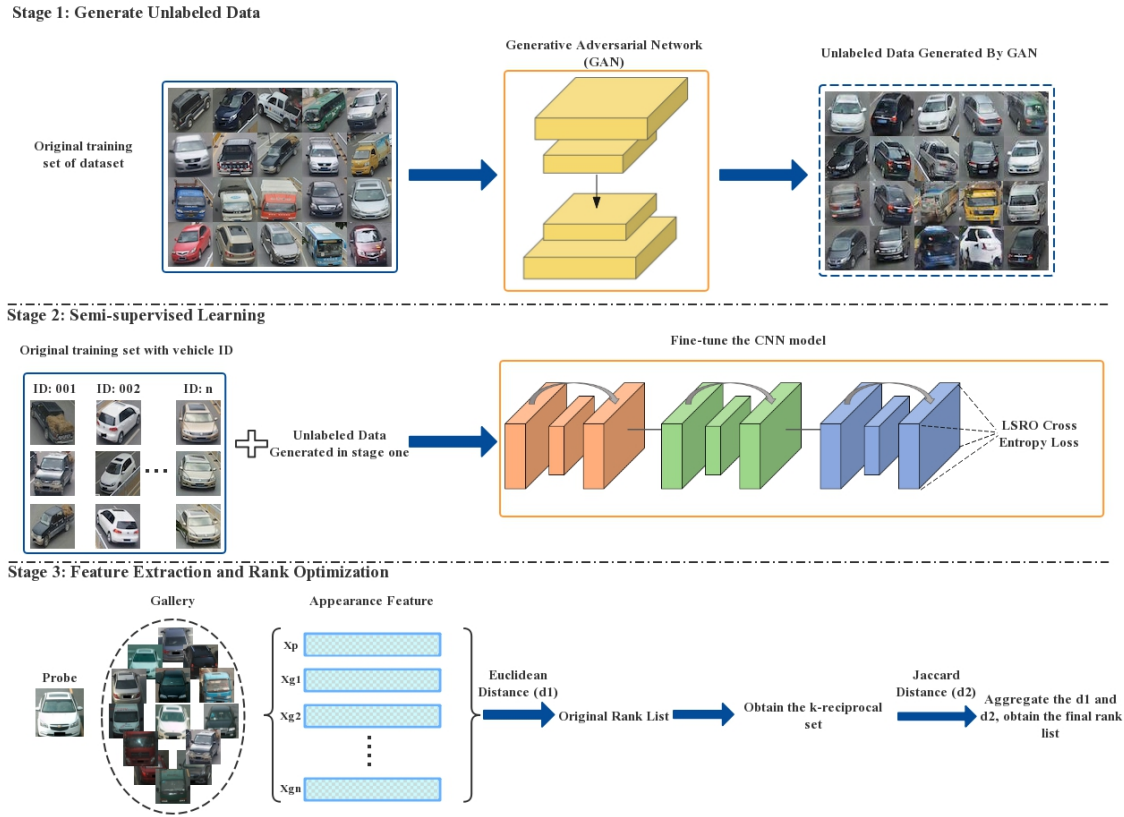 Stage 1: Generate Unlabeled Data
Generative Adversarial Network
(GAN)
Unlabeled Data Generated By GAN
Original training
set of dataset
Stage 2: Semi-supervised Learning
Original training set with vehicle ID
Fine-tune the CNN model
ID: 001
ID: 002
ID: n
...
Unlabeled Data
Generated in stage one
LSRO Cross
Entropy Loss
Stage 3: Feature Extraction and Rank Optimization
Gallery
Appearance Feature
Probe
Xp
Xg1
Xg2
Xgn
Euclidean
Distance (d1)
Original Rank List
Obtain the k-reciprocal
set
Jaccard
Distance (d2)
Aggregate the d1 and
d2, obtain the final rank
list